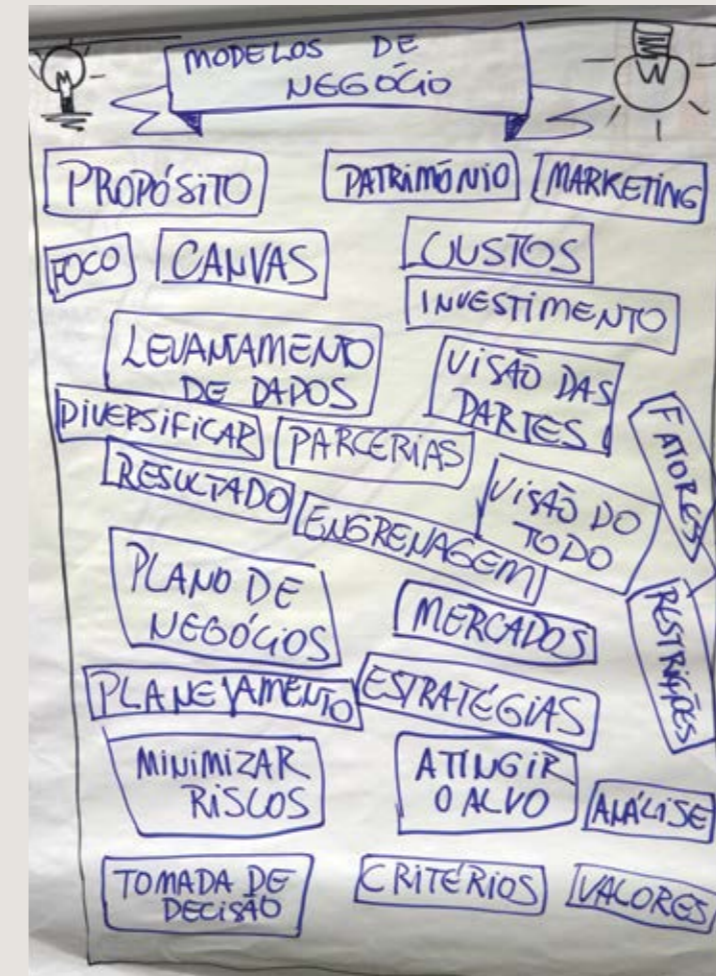 MODELOS DE
NEGÓCIO
PROPÓSITO
PATRIMÔNIO
MARKETING
FOCO
CANVAS
CUSTOS
INVESTIMENTO
LEVANTAMENTO
DE DADOS
VISÃO DAS
PARTES
FATORES
DIVERSIFICAR
PARCERIAS
RESULTADO
ENGRENAGEM
VISÃO DO
TODO
PLANO DE
NEGÓCIOS
MERCADOS
RESTRIÇÕES
PLANEJAMENTO
ESTRATÉGIAS
MINIMIZAR
RISCOS
ATINGIR
O ALVO
ANÁLISE
TOMADA DE
DECISÃO
CRITÉRIOS
VALORES